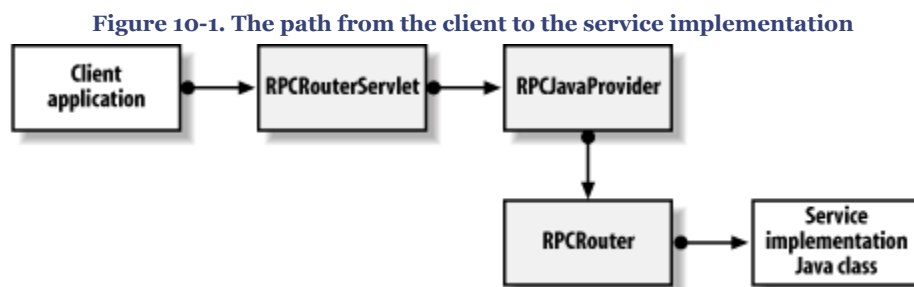 Figure 10-1. The path from the client to the service implementation
Client
application
RPCRouterServlet
RPCJavaProvider
RPCRouter
Service
implementation
Java class